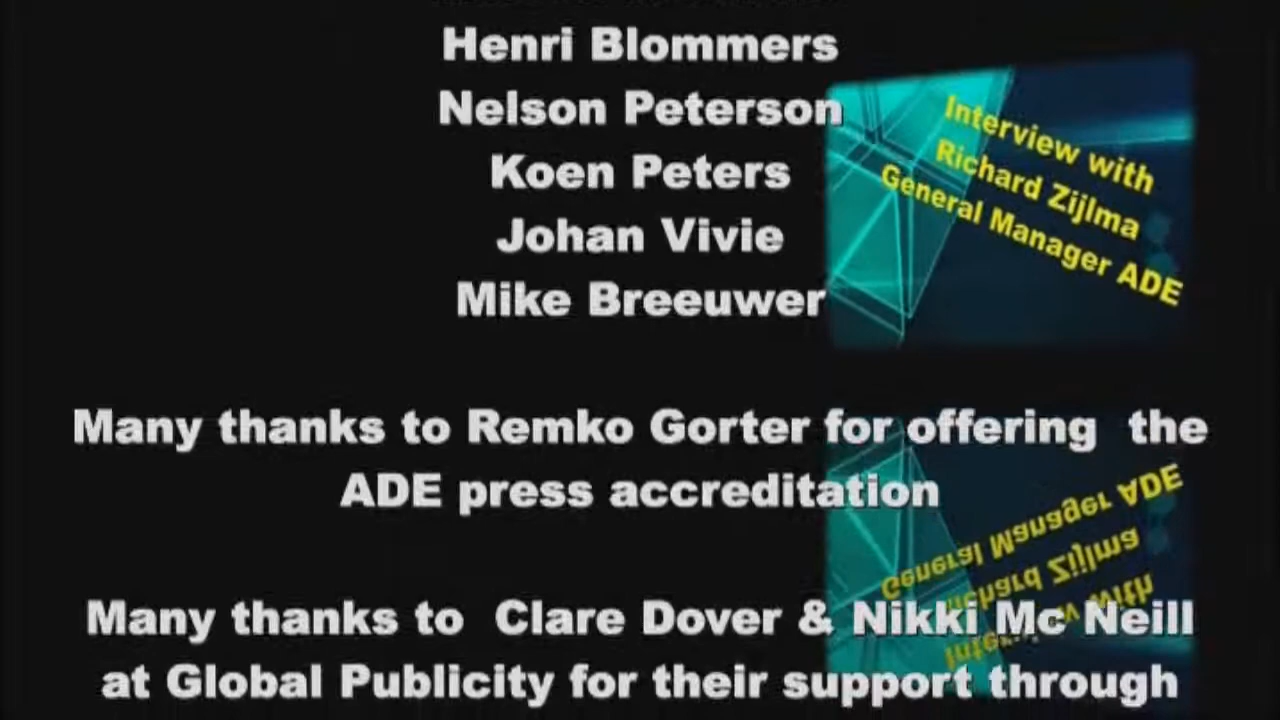 Henri Blommers
Nelson Peterson
Koen Peters
Johan Vivie
Mike Breeuwer
Interview with
Richard Zijlma
General Manager ADE
Many thanks to Remko Gorter for offering the
ADE press accreditation
Many thanks to Clare Dover & Nikki Mc Neill
at Global Publicity for their support through